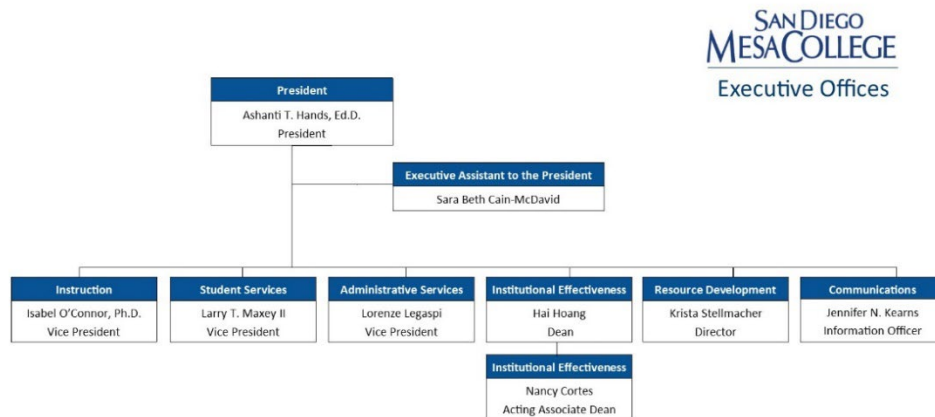 SAN DIEGO
MESA COLLEGE
Executive Offices
President
Ashanti T. Hands, Ed.D.
President
Executive Assistant to the President
Sara Beth Cain-McDavid
Instruction
Isabel O'Connor, Ph.D.
Vice President
Student Services
Larry T. Maxey II
Vice President
Administrative Services
Lorenze Legaspi
Vice President
Institutional Effectiveness
Hai Hoang
Dean
Resource Development
Krista Stellmacher
Director
Communications
Jennifer N. Kearns
Information Officer
Institutional Effectiveness
Nancy Cortes
Acting Associate Dean